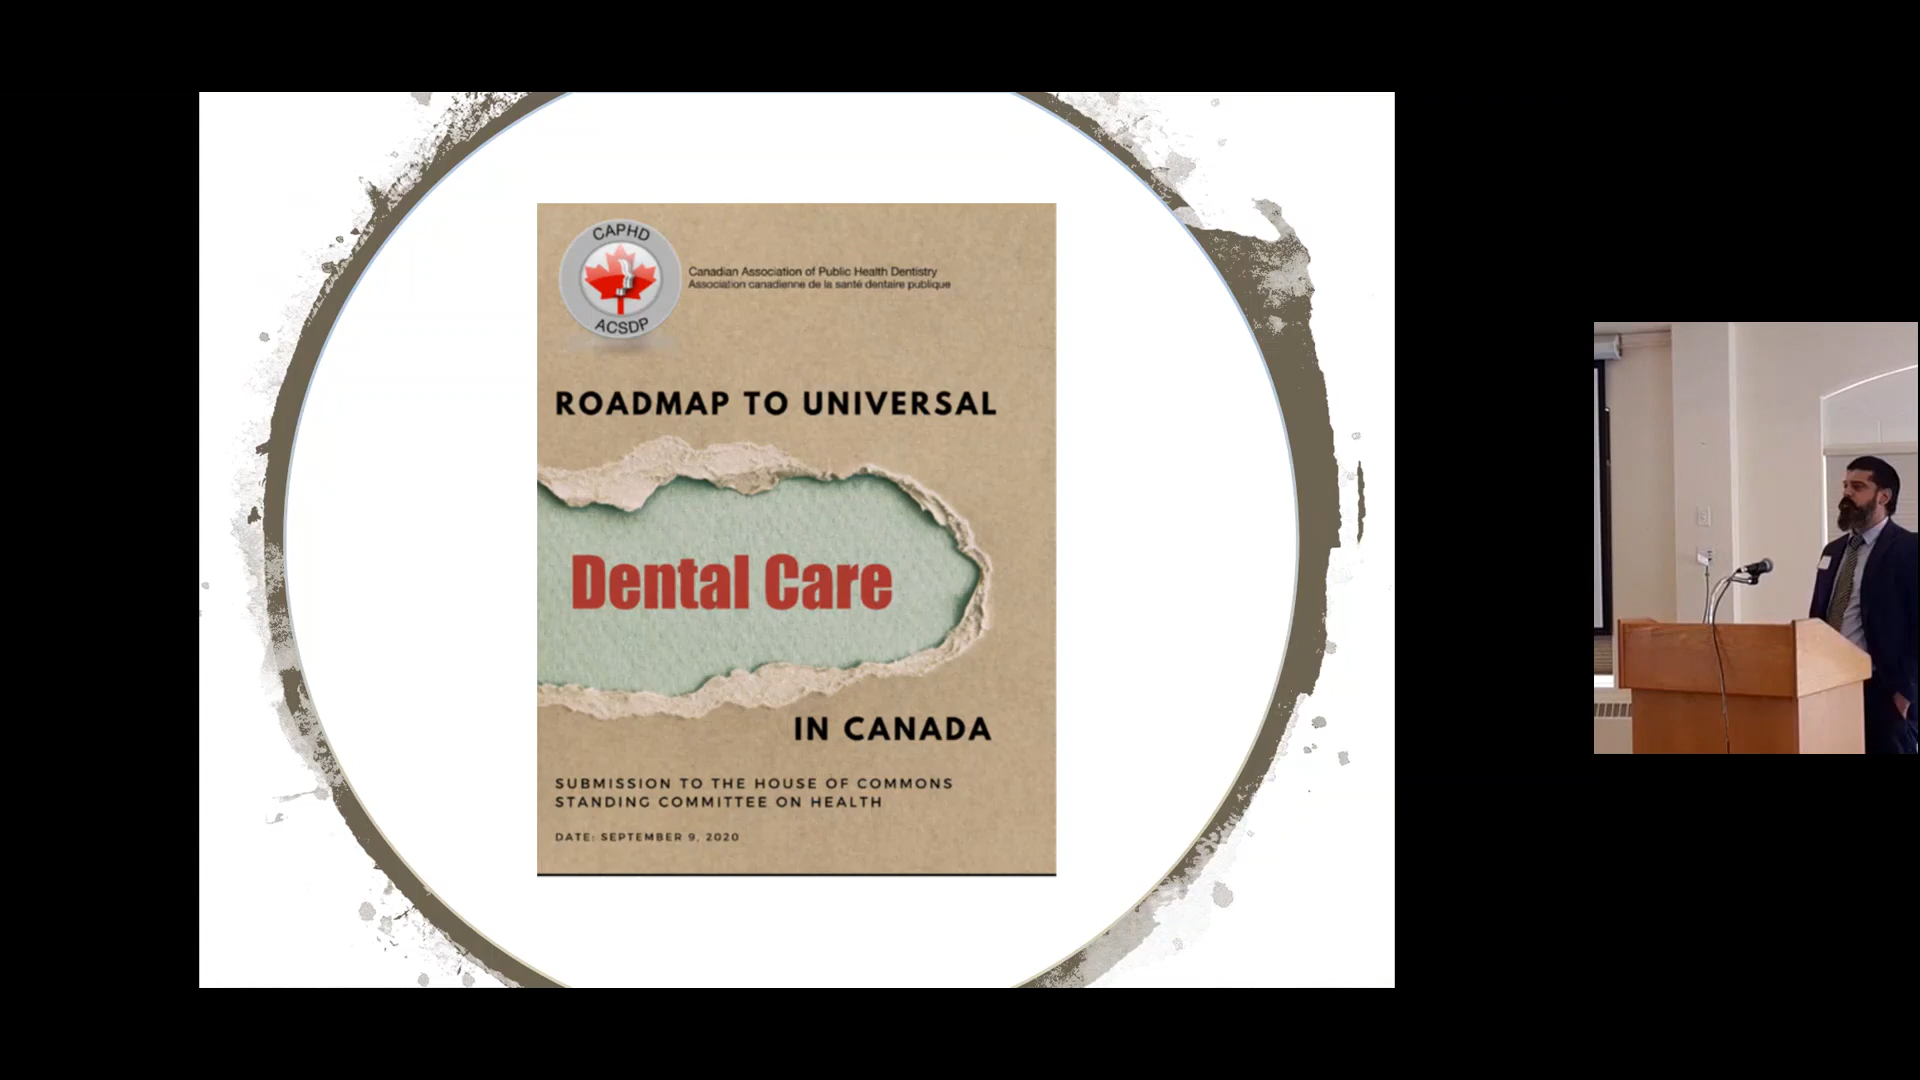 CAPHD
ACSDP
Canadian Association of Public Health Dentistry
Association canadienne de la santé dentaire publique
ROADMAP TO UNIVERSAL
Dental Care
IN CANADA
SUBMISSION TO THE HOUSE OF COMMONS
STANDING COMMITTEE ON HEALTH
DATE: SEPTEMBER 9, 2020